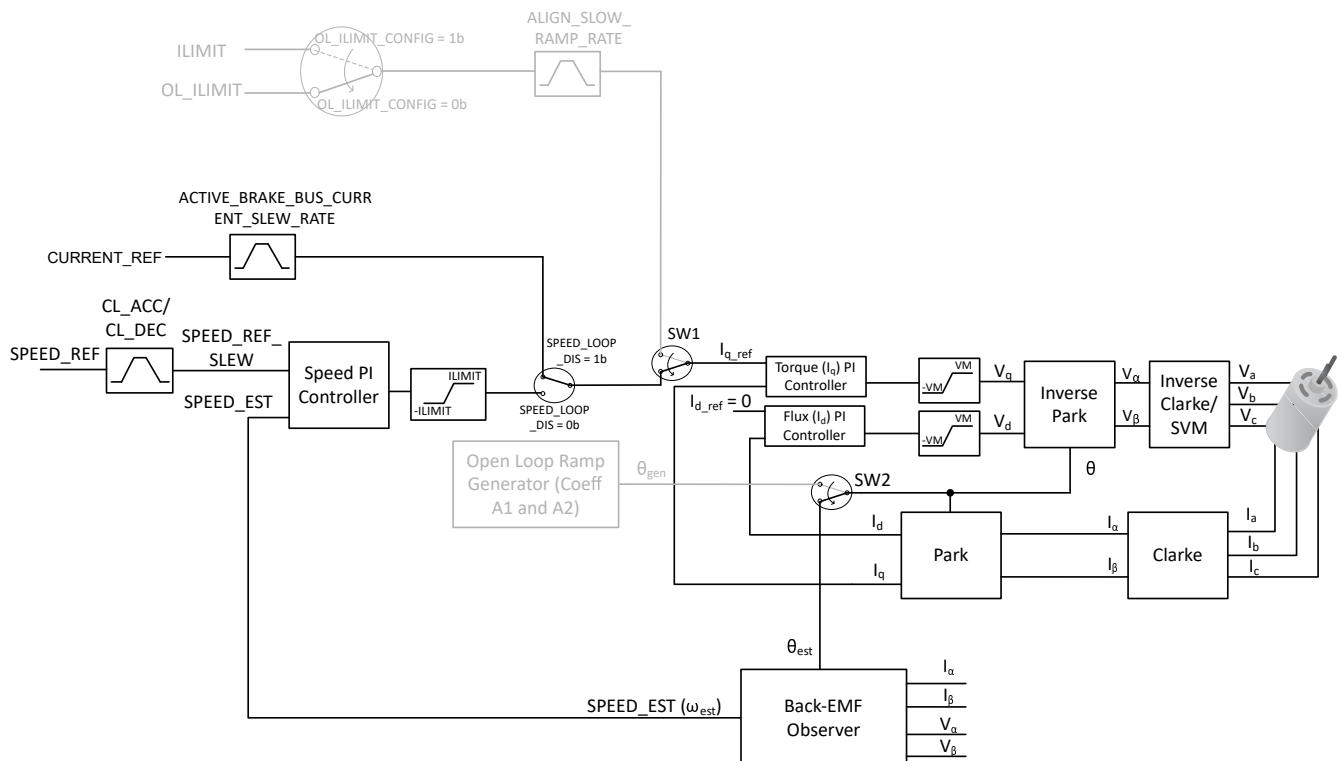 ALIGN_SLOW_
RAMP_RATE
OL_ILIMIT_CONFIG = 1b
ILIMIT
OL_ILIMIT
OL_ILIMIT_CONFIG = 0b
ACTIVE_BRAKE_BUS_CURR
ENT_SLEW_RATE
CURRENT_REF
CL_ACC/
CL_DEC
SPEED_REF
SPEED_REF_
SLEW
SPEED_EST
Speed PI
Controller
ILIMIT
-ILIMIT
SPEED_LOOP
_DIS = 1b
SPEED_LOOP
_DIS = 0b
SW1
Iq_ref
Torque (Iq) PI
Controller
Id_ref = 0
Flux (Id) PI
Controller
VM
-VM
VM
-VM
Vq
Vd
Inverse
Park
Vα
Vβ
Inverse
Clarke/
SVM
Va
Vb
Vc
Open Loop Ramp
Generator (Coeff
A1 and A2)
θgen
SW2
θ
Id
Iq
Park
Iα
Iβ
Clarke
Ia
Ib
Ic
θest
SPEED_EST (ωest)
Back-EMF
Observer
Iα
Iβ
Vα
Vβ